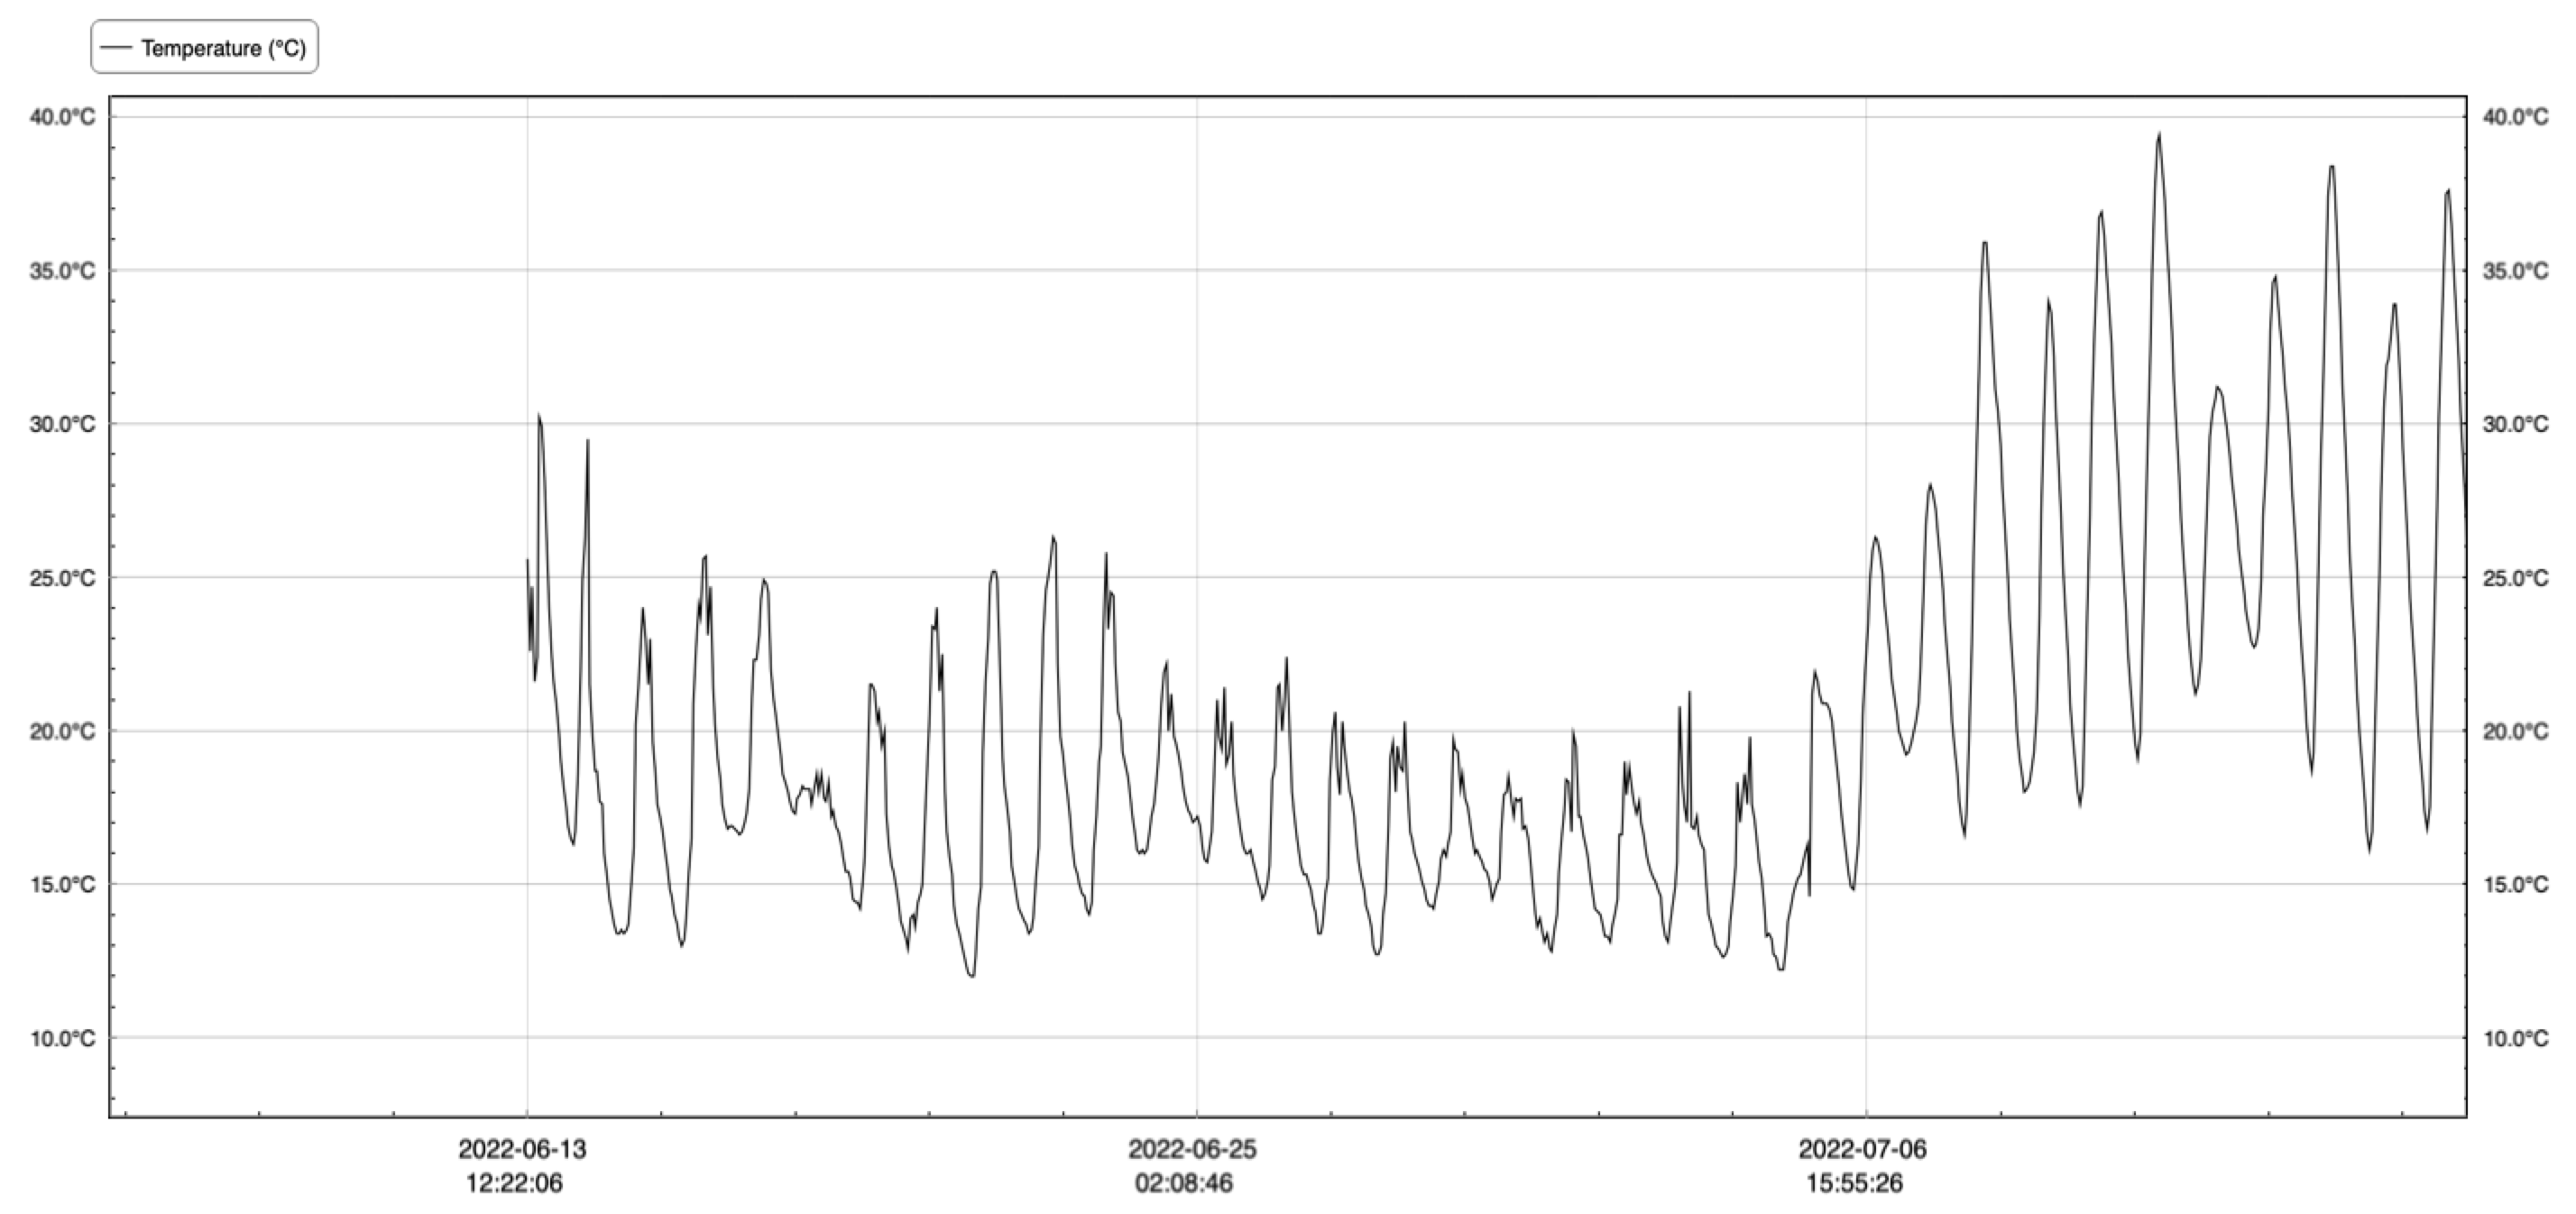 Temperature (°C)
40.0°C 40.0°C
35.0°C 35.0°C
30.0°C 30.0°C
25.0°C 25.0°C
20.0°C 20.0°C
15.0°C 15.0°C
10.0°C 10.0°C
2022-06-13 2022-06-25 2022-07-06
12:22:06 02:08:46 15:55:26